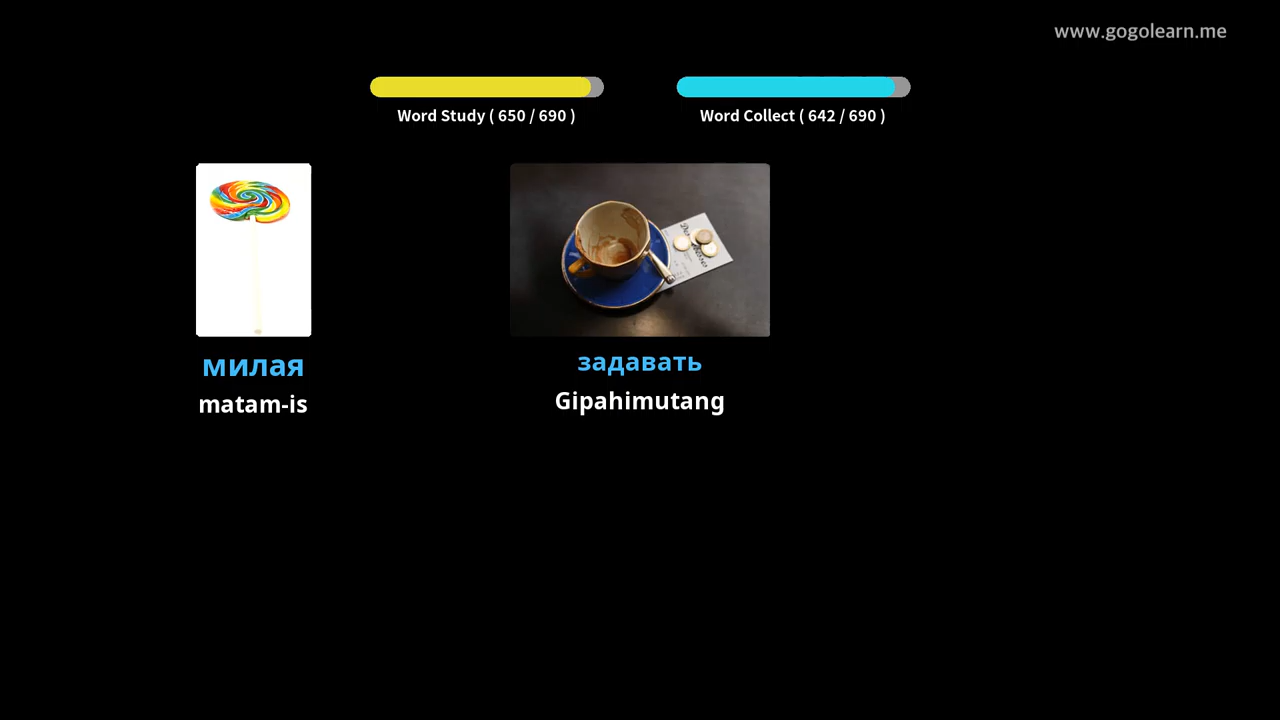 www.gogolearn.me
Word Study ( 650 / 690 )
Word Collect ( 642 / 690 )
милая
matam-is
задавать
Gipahimutang